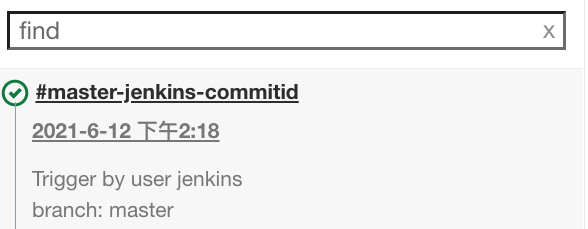 find x
#master-jenkins-commitid
2021-6-12 下午2:18
Trigger by user jenkins
branch: master